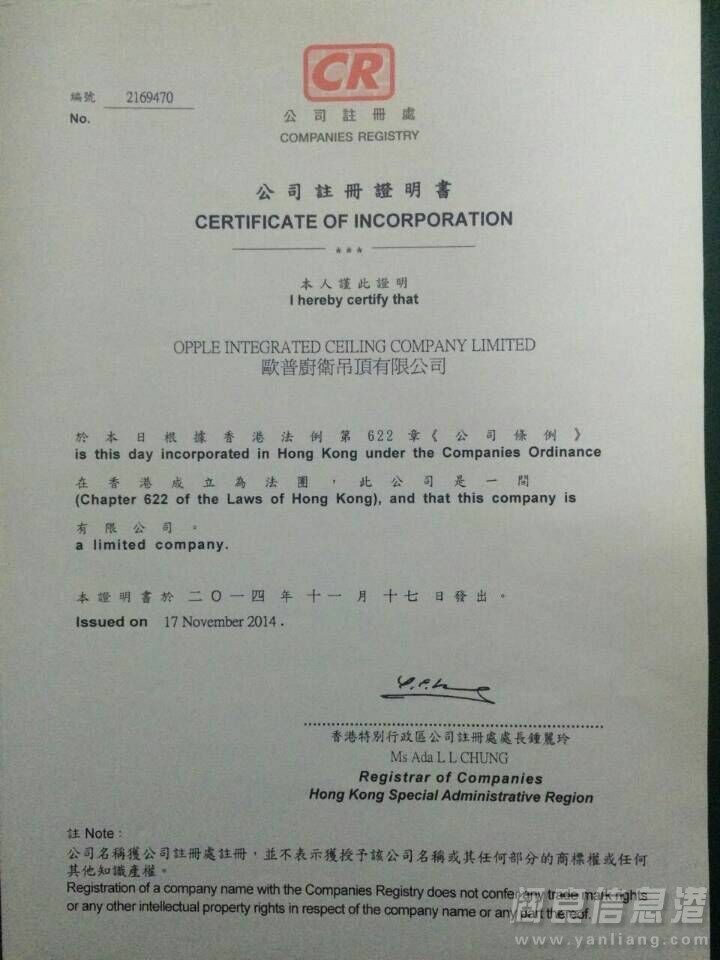 CR
編號 2169470
No.
公司註冊處
COMPANIES REGISTRY
公司註冊證明書
CERTIFICATE OF INCORPORATION
***
本人謹此證明
I hereby certify that
OPPLE INTEGRATED CEILING COMPANY LIMITED
歐普廚衛吊頂有限公司
於本日根據香港法例第622章《公司條例》
is this day incorporated in Hong Kong under the Companies Ordinance
在香港成立為法團，此公司是一間
(Chapter 622 of the Laws of Hong Kong), and that this company is
有限公司。
a limited company.
本證明書於二〇一四年十一月十七日發出。
Issued on 17 November 2014.
香港特別行政區公司註冊處處長鍾麗玲
Ms Ada L L CHUNG
Registrar of Companies
Hong Kong Special Administrative Region
註 Note:
公司名稱獲公司註冊處註冊，並不表示獲授予該公司名稱或其任何部分的商標權或任何
其他知識產權。
Registration of a company name with the Companies Registry does not confer any trade mark rights
or any other intellectual property rights in respect of the company name or any part thereof.
阎良信息港
www.yanliang.com